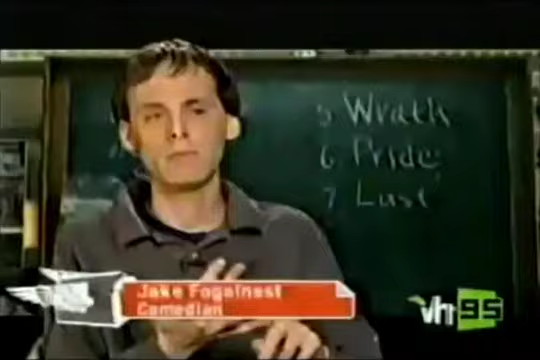 5 Wrath
6 Pride
7 Lust
Jake Fogelnest
Comedian
vh1 95